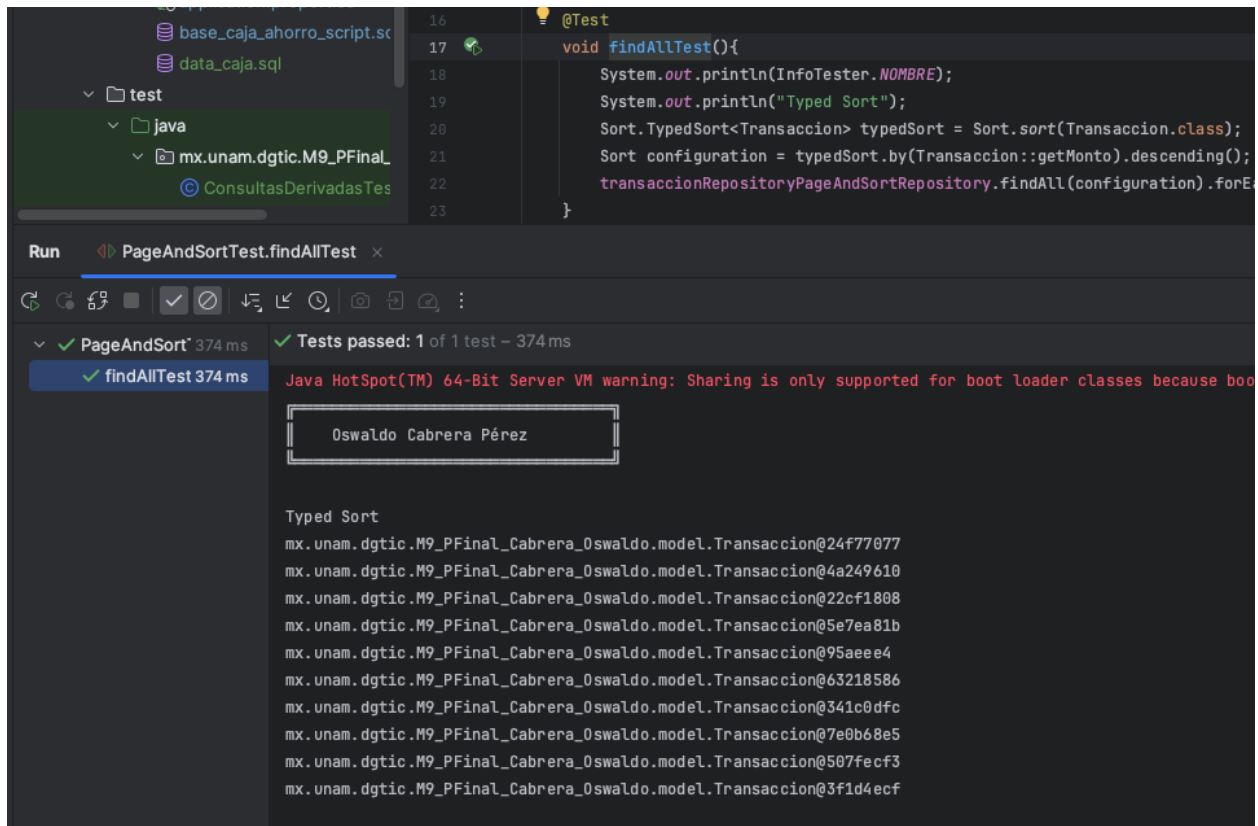 base_caja_ahorro_script.sc
data_caja.sql
test
java
mx.unam.dgtic.M9_PFinal_
ConsultasDerivadasTes
16 @Test
17 void findAllTest(){
18 System.out.println(InfoTester.NOMBRE);
19 System.out.println("Typed Sort");
20 Sort.TypedSort<Transaccion> typedSort = Sort.sort(Transaccion.class);
21 Sort configuration = typedSort.by(Transaccion::getMonto).descending();
22 transaccionRepositoryPageAndSortRepository.findAll(configuration).forEa
23 }
Run PageAndSortTest.findAllTest
PageAndSortT 374 ms
findAllTest 374 ms
Tests passed: 1 of 1 test – 374 ms
Java HotSpot(TM) 64-Bit Server VM warning: Sharing is only supported for boot loader classes because boo
Oswaldo Cabrera Pérez
Typed Sort
mx.unam.dgtic.M9_PFinal_Cabrera_Oswaldo.model.Transaccion@24f77077
mx.unam.dgtic.M9_PFinal_Cabrera_Oswaldo.model.Transaccion@4a249610
mx.unam.dgtic.M9_PFinal_Cabrera_Oswaldo.model.Transaccion@22cf1808
mx.unam.dgtic.M9_PFinal_Cabrera_Oswaldo.model.Transaccion@5e7ea81b
mx.unam.dgtic.M9_PFinal_Cabrera_Oswaldo.model.Transaccion@95aeee4
mx.unam.dgtic.M9_PFinal_Cabrera_Oswaldo.model.Transaccion@63218586
mx.unam.dgtic.M9_PFinal_Cabrera_Oswaldo.model.Transaccion@341c0dfc
mx.unam.dgtic.M9_PFinal_Cabrera_Oswaldo.model.Transaccion@7e0b68e5
mx.unam.dgtic.M9_PFinal_Cabrera_Oswaldo.model.Transaccion@507fecf3
mx.unam.dgtic.M9_PFinal_Cabrera_Oswaldo.model.Transaccion@3f1d4ecf